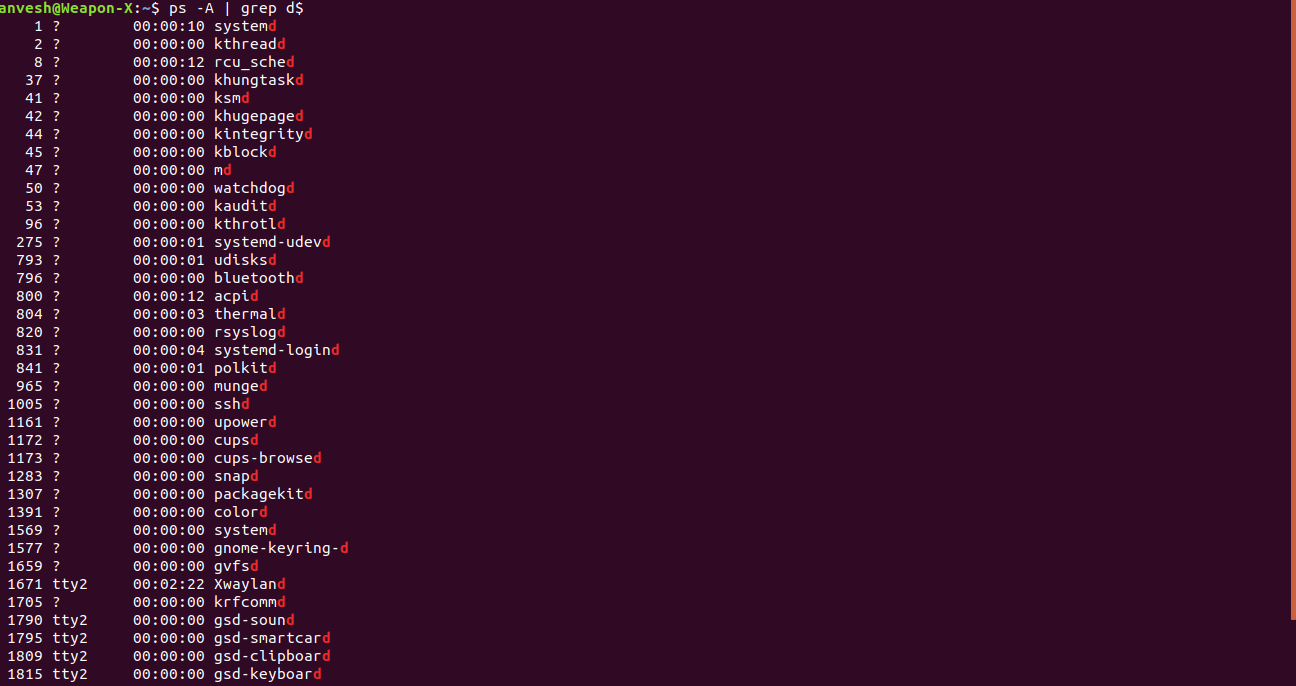 anvesh@Weapon-X:~$ ps -A | grep d$
    1 ?        00:00:10 systemd
    2 ?        00:00:00 kthreadd
    8 ?        00:00:12 rcu_sched
   37 ?        00:00:00 khungtaskd
   41 ?        00:00:00 ksmd
   42 ?        00:00:00 khugepaged
   44 ?        00:00:00 kintegrityd
   45 ?        00:00:00 kblockd
   47 ?        00:00:00 md
   50 ?        00:00:00 watchdogd
   53 ?        00:00:00 kauditd
   96 ?        00:00:00 kthrotld
  275 ?        00:00:01 systemd-udevd
  793 ?        00:00:01 udisksd
  796 ?        00:00:00 bluetoothd
  800 ?        00:00:12 acpid
  804 ?        00:00:03 thermald
  820 ?        00:00:00 rsyslogd
  831 ?        00:00:04 systemd-logind
  841 ?        00:00:01 polkitd
  965 ?        00:00:00 munged
 1005 ?        00:00:00 sshd
 1161 ?        00:00:00 upowerd
 1172 ?        00:00:00 cupsd
 1173 ?        00:00:00 cups-browsed
 1283 ?        00:00:00 snapd
 1307 ?        00:00:00 packagekitd
 1391 ?        00:00:00 colord
 1569 ?        00:00:00 systemd
 1577 ?        00:00:00 gnome-keyring-d
 1659 ?        00:00:00 gvfsd
 1671 tty2     00:02:22 Xwayland
 1705 ?        00:00:00 krfcommd
 1790 tty2     00:00:00 gsd-sound
 1795 tty2     00:00:00 gsd-smartcard
 1809 tty2     00:00:00 gsd-clipboard
 1815 tty2     00:00:00 gsd-keyboard